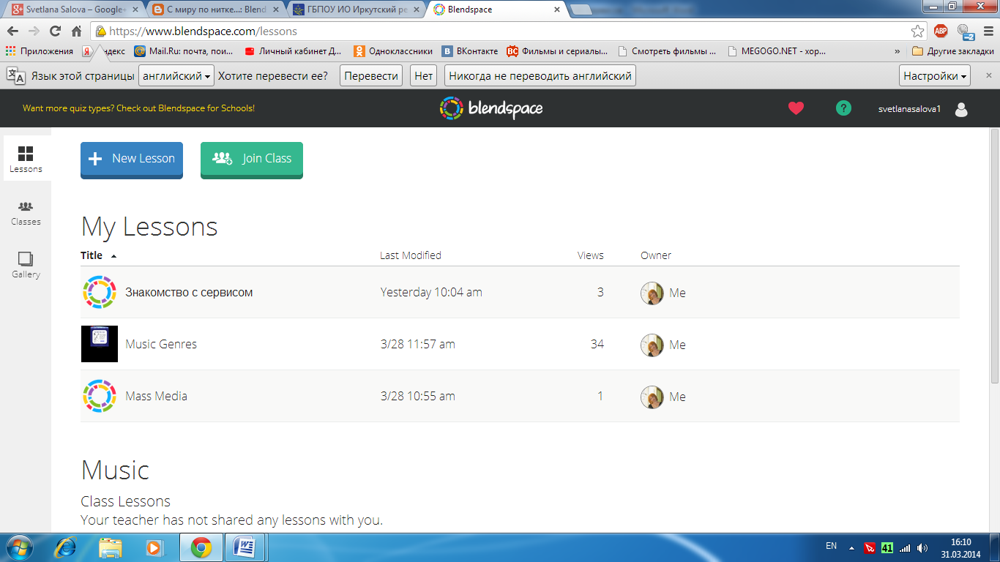 Svetlana Salova – Google+
С миру по нитке...: Blend
ГБПОУ ИО Иркутский ре
Blendspace
https://www.blendspace.com/lessons
ABP
-2
Приложения
Яндекс
Mail.Ru: почта, пои...
Личный кабинет Д...
Одноклассники
ВКонтакте
Фильмы и сериалы...
Смотреть фильмы ...
MEGOGO.NET - хор...
»
Другие закладки
Язык этой страницы английский Хотите перевести ее? Перевести Нет Никогда не переводить английский Настройки
Want more quiz types? Check out Blendspace for Schools!
blendspace
?
svetlanasalova1
Lessons
Classes
Gallery
New Lesson
Join Class
My Lessons
Title Last Modified Views Owner
Знакомство с сервисом Yesterday 10:04 am 3 Me
Music Genres 3/28 11:57 am 34 Me
Mass Media 3/28 10:55 am 1 Me
Music
Class Lessons
Your teacher has not shared any lessons with you.
EN
41
16:10
31.03.2014